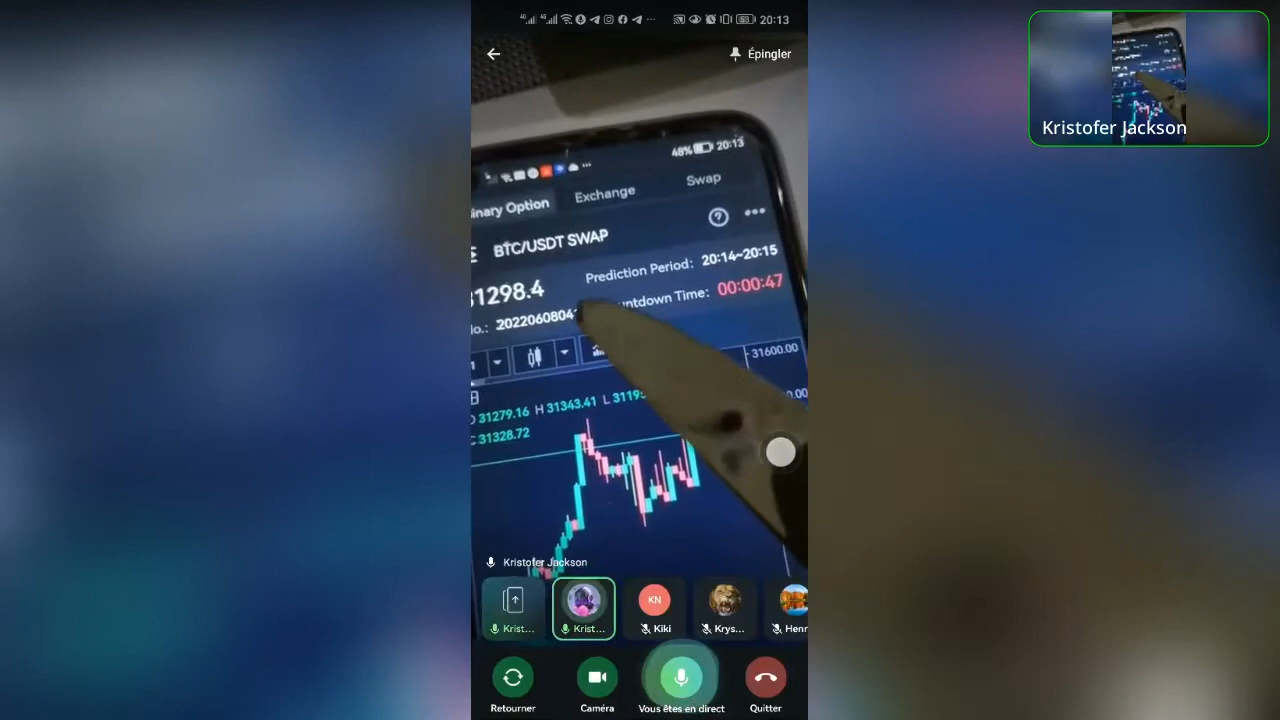 20:13
Épingler
48% 20:13
inary Option Exchange Swap
BTC/USDT SWAP
Prediction Period: 20:14~20:15
31298.4
ntdown Time: 00:00:47
lo.: 2022060804
31600.00
31279.16 H 31343.41 L 3119
C 31328.72
Kristofer Jackson
Krist... Krist... Kiki Krys... Henr
KN
Retourner Caméra Vous êtes en direct Quitter
Kristofer Jackson